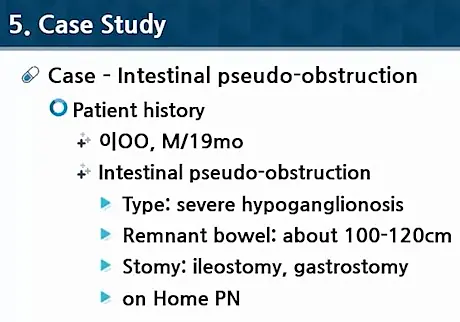 5. Case Study
Case - Intestinal pseudo-obstruction
Patient history
이OO, M/19mo
Intestinal pseudo-obstruction
Type: severe hypoganglionosis
Remnant bowel: about 100-120cm
Stomy: ileostomy, gastrostomy
on Home PN